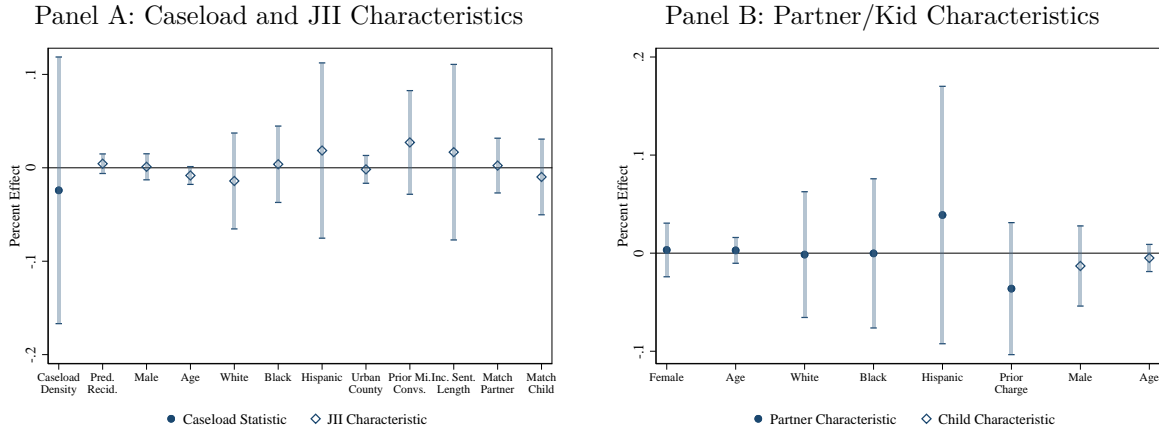 Panel A: Caseload and JII Characteristics
Percent Effect
.1
0
-.1
-.2
Caseload Density
Pred. Recid.
Male
Age
White
Black
Hispanic
Urban County
Prior Mi. Convs.
Inc. Sent. Length
Match Partner
Match Child
Caseload Statistic
JII Characteristic
Panel B: Partner/Kid Characteristics
Percent Effect
.2
.1
0
-.1
Female
Age
White
Black
Hispanic
Prior Charge
Male
Age
Partner Characteristic
Child Characteristic